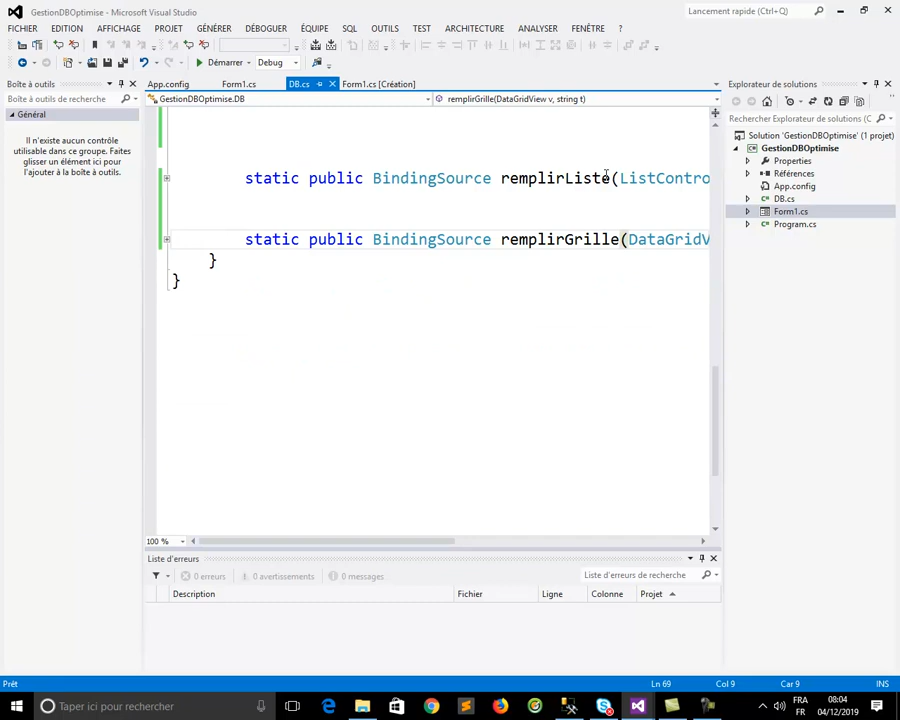 GestionDBOptimise - Microsoft Visual Studio
Lancement rapide (Ctrl+Q)
FICHIER EDITION AFFICHAGE PROJET GÉNÉRER DÉBOGUER ÉQUIPE SQL OUTILS TEST ARCHITECTURE ANALYSER FENÊTRE ?
Démarrer Debug
Boîte à outils
App.config Form1.cs DB.cs Form1.cs [Création]
Explorateur de solutions
Boîte à outils de recherche
GestionDBOptimise.DB remplirGrille(DataGridView v, string t)
Général
Rechercher Explorateur de solutions (
Solution 'GestionDBOptimise' (1 projet)
GestionDBOptimise
Properties
Références
App.config
DB.cs
Form1.cs
Program.cs
Il n'existe aucun contrôle
utilisable dans ce groupe. Faites
glisser un élément ici pour
l'ajouter à la boîte à outils.
static public BindingSource remplirListe(ListContro
static public BindingSource remplirGrille(DataGridV
}
}
100 %
Liste d'erreurs
0 erreurs 0 avertissements 0 messages Liste d'erreurs de recherche
Description Fichier Ligne Colonne Projet
Prêt Ln 69 Col 9 Car 9 INS
Taper ici pour rechercher
FRA 08:04
FR 04/12/2019